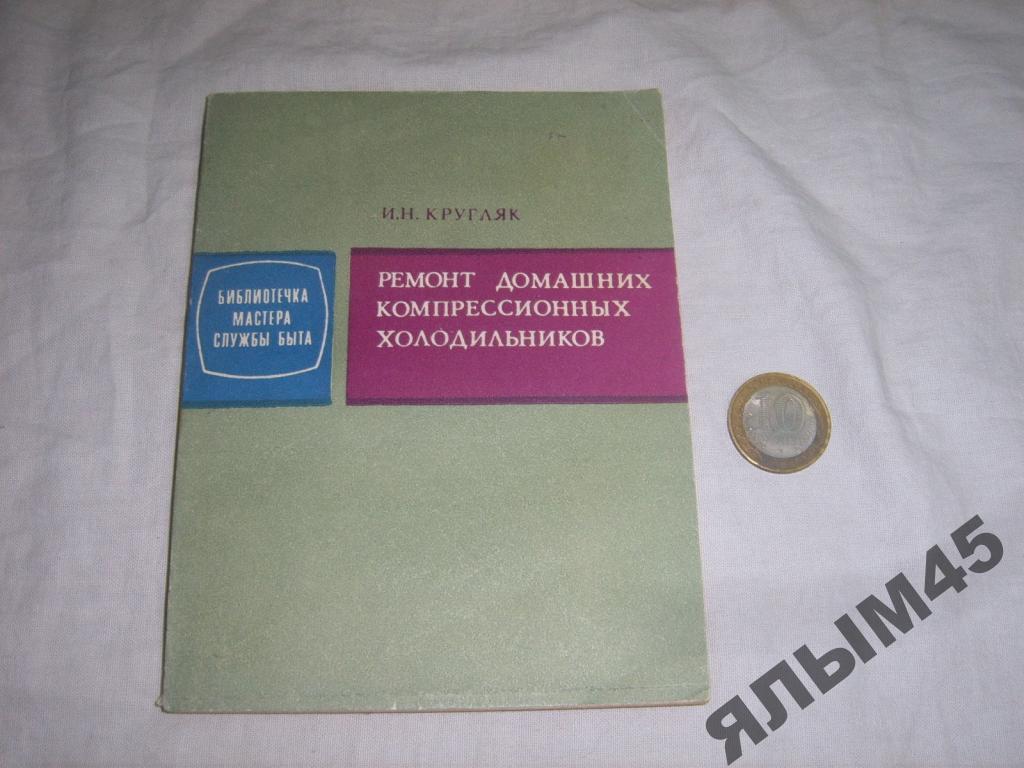 И.Н. КРУГЛЯК
БИБЛИОТЕЧКА
МАСТЕРА
СЛУЖБЫ БЫТА
РЕМОНТ ДОМАШНИХ
КОМПРЕССИОННЫХ
ХОЛОДИЛЬНИКОВ
10
ЯЛЫМ45